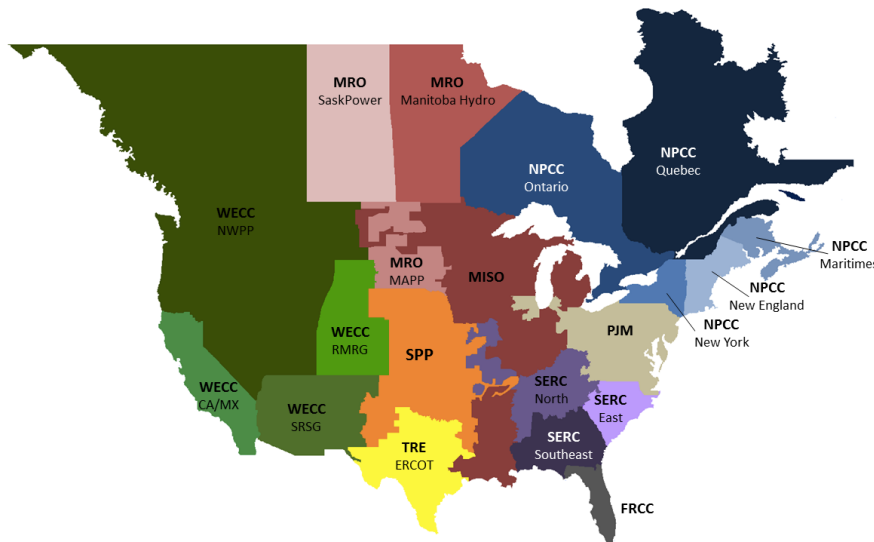 MRO
SaskPower
MRO
Manitoba Hydro
NPCC
Ontario
NPCC
Quebec
WECC
NWPP
NPCC
Maritimes
MRO
MAPP
MISO
NPCC
New England
NPCC
New York
WECC
RMRG
SPP
PJM
WECC
CA/MX
WECC
SRSG
SERC
North
SERC
East
TRE
ERCOT
SERC
Southeast
FRCC